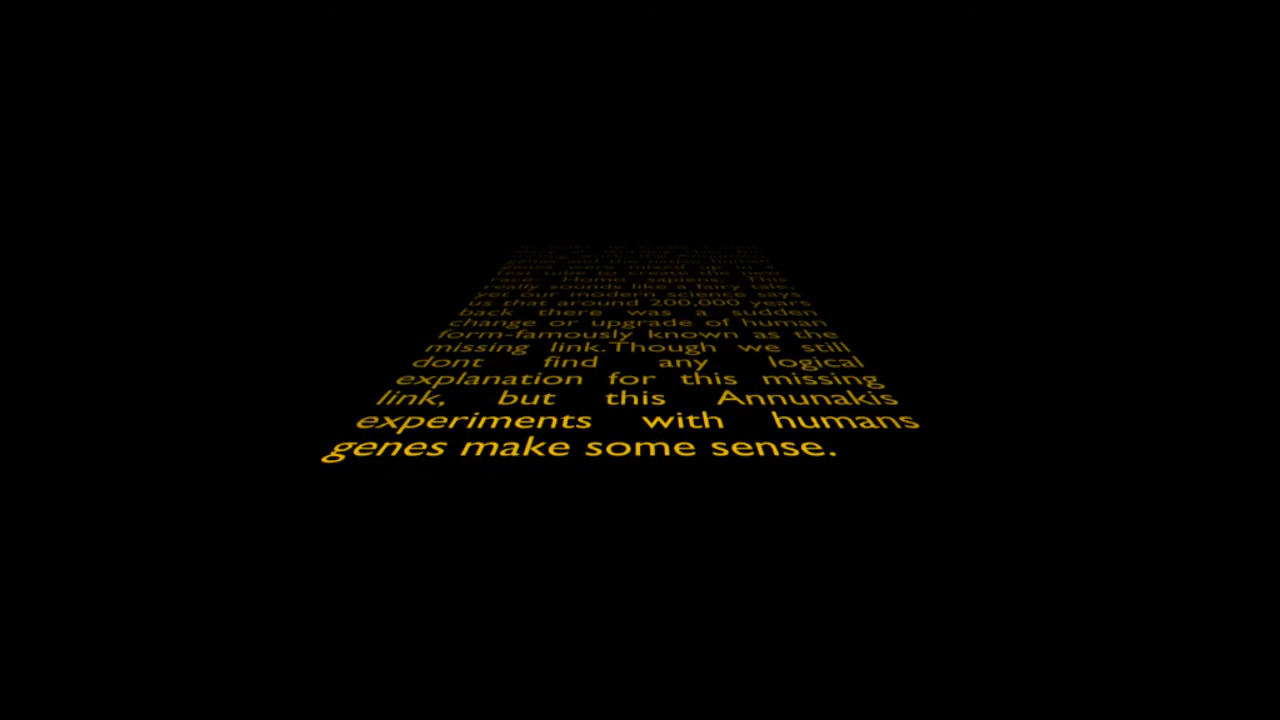 genes and the native human
genes were mixed up in a
test tube to create the new
race- Homo sapiens. This
really sounds like a fairy tale,
yet our modern science says
us that around 200,000 years
back there was a sudden
change or upgrade of human
form-famously known as the
missing link.Though we still
dont find any logical
explanation for this missing
link, but this Annunakis
experiments with humans
genes make some sense.